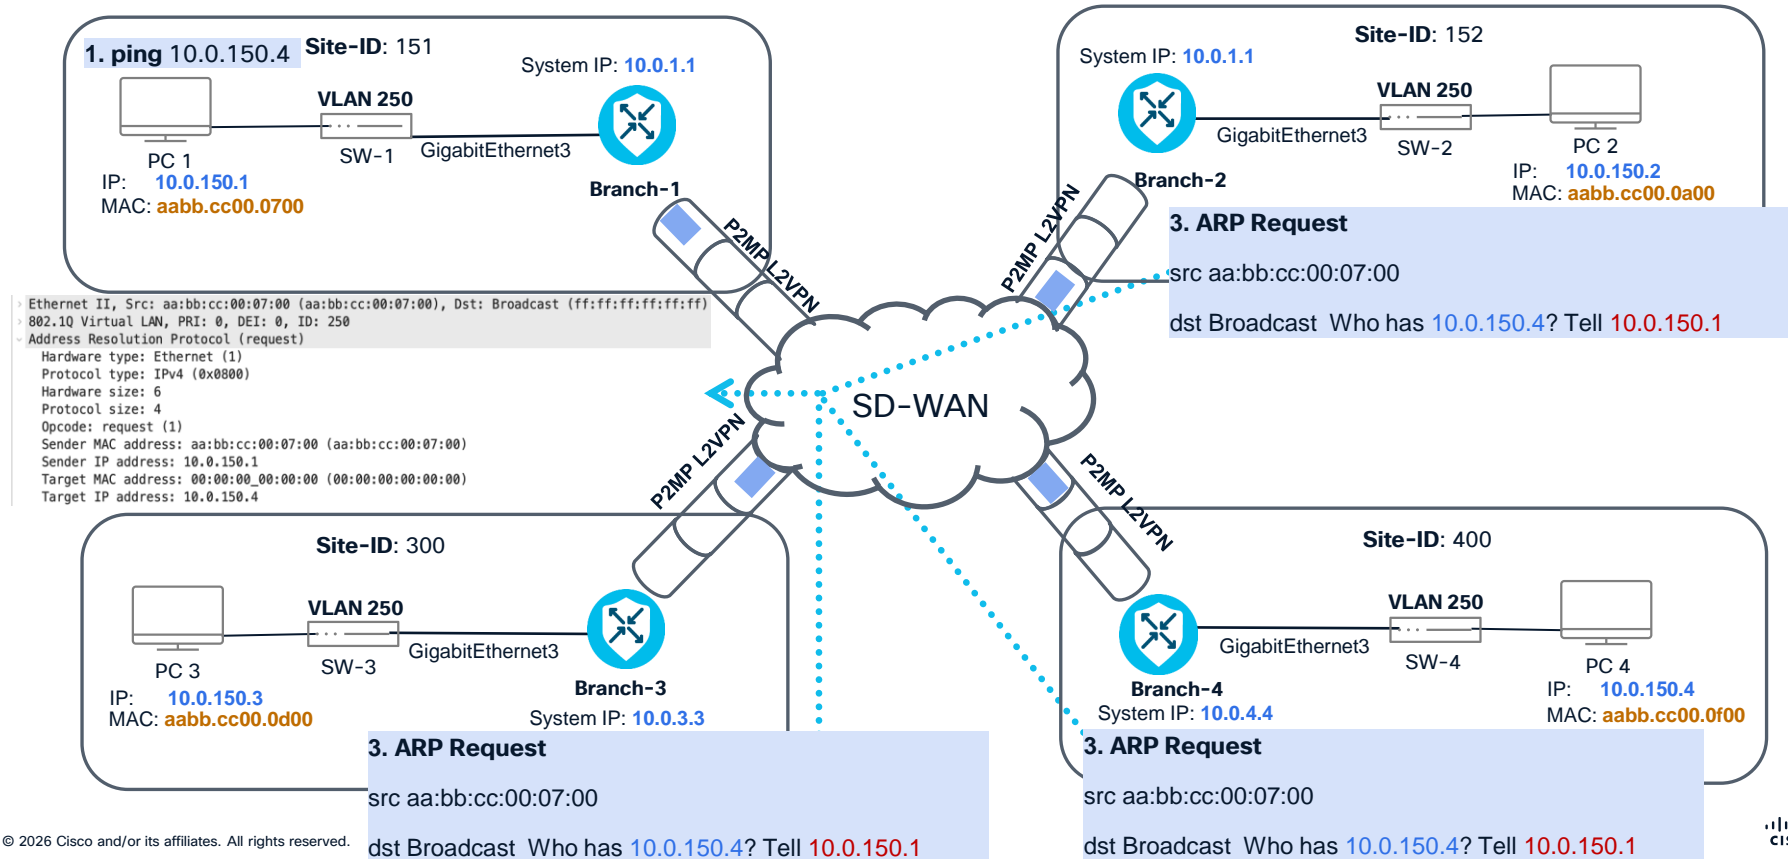 1. ping 10.0.150.4
Site-ID: 151
System IP: 10.0.1.1
VLAN 250
PC 1
SW-1
GigabitEthernet3
IP: 10.0.150.1
MAC: aabb.cc00.0700
Branch-1
P2MP L2VPN
Site-ID: 152
System IP: 10.0.1.1
VLAN 250
GigabitEthernet3
SW-2
PC 2
IP: 10.0.150.2
MAC: aabb.cc00.0a00
Branch-2
P2MP L2VPN
3. ARP Request
src aa:bb:cc:00:07:00
dst Broadcast Who has 10.0.150.4? Tell 10.0.150.1
Ethernet II, Src: aa:bb:cc:00:07:00 (aa:bb:cc:00:07:00), Dst: Broadcast (ff:ff:ff:ff:ff:ff)
802.1Q Virtual LAN, PRI: 0, DEI: 0, ID: 250
Address Resolution Protocol (request)
Hardware type: Ethernet (1)
Protocol type: IPv4 (0x0800)
Hardware size: 6
Protocol size: 4
Opcode: request (1)
Sender MAC address: aa:bb:cc:00:07:00 (aa:bb:cc:00:07:00)
Sender IP address: 10.0.150.1
Target MAC address: 00:00:00_00:00:00 (00:00:00:00:00:00)
Target IP address: 10.0.150.4
SD-WAN
P2MP L2VPN
P2MP L2VPN
Site-ID: 300
VLAN 250
PC 3
SW-3
GigabitEthernet3
IP: 10.0.150.3
MAC: aabb.cc00.0d00
Branch-3
System IP: 10.0.3.3
3. ARP Request
src aa:bb:cc:00:07:00
dst Broadcast Who has 10.0.150.4? Tell 10.0.150.1
Site-ID: 400
VLAN 250
GigabitEthernet3
SW-4
PC 4
IP: 10.0.150.4
MAC: aabb.cc00.0f00
Branch-4
System IP: 10.0.4.4
3. ARP Request
src aa:bb:cc:00:07:00
dst Broadcast Who has 10.0.150.4? Tell 10.0.150.1
© 2026 Cisco and/or its affiliates. All rights reserved.